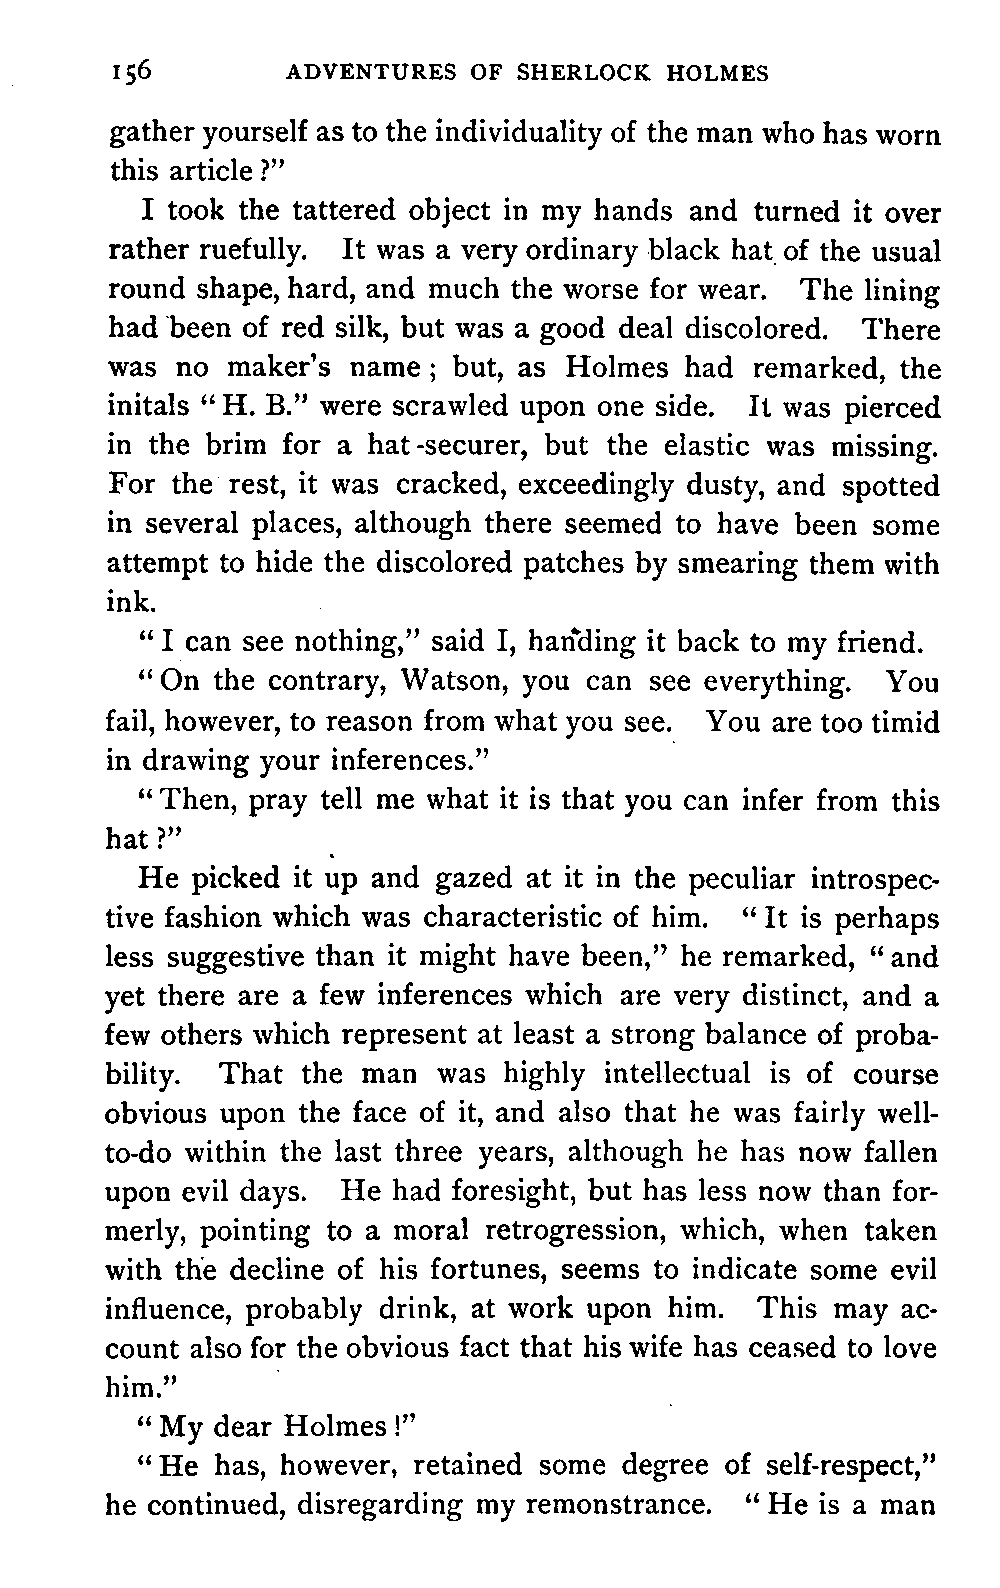 156 ADVENTURES OF SHERLOCK HOLMES
gather yourself as to the individuality of the man who has worn
this article?"
I took the tattered object in my hands and turned it over
rather ruefully. It was a very ordinary black hat of the usual
round shape, hard, and much the worse for wear. The lining
had been of red silk, but was a good deal discolored. There
was no maker's name; but, as Holmes had remarked, the
initals "H. B." were scrawled upon one side. It was pierced
in the brim for a hat-securer, but the elastic was missing.
For the rest, it was cracked, exceedingly dusty, and spotted
in several places, although there seemed to have been some
attempt to hide the discolored patches by smearing them with
ink.
"I can see nothing," said I, handing it back to my friend.
"On the contrary, Watson, you can see everything. You
fail, however, to reason from what you see. You are too timid
in drawing your inferences."
"Then, pray tell me what it is that you can infer from this
hat?"
He picked it up and gazed at it in the peculiar introspec-
tive fashion which was characteristic of him. "It is perhaps
less suggestive than it might have been," he remarked, "and
yet there are a few inferences which are very distinct, and a
few others which represent at least a strong balance of proba-
bility. That the man was highly intellectual is of course
obvious upon the face of it, and also that he was fairly well-
to-do within the last three years, although he has now fallen
upon evil days. He had foresight, but has less now than for-
merly, pointing to a moral retrogression, which, when taken
with the decline of his fortunes, seems to indicate some evil
influence, probably drink, at work upon him. This may ac-
count also for the obvious fact that his wife has ceased to love
him."
"My dear Holmes!"
"He has, however, retained some degree of self-respect,"
he continued, disregarding my remonstrance. "He is a man